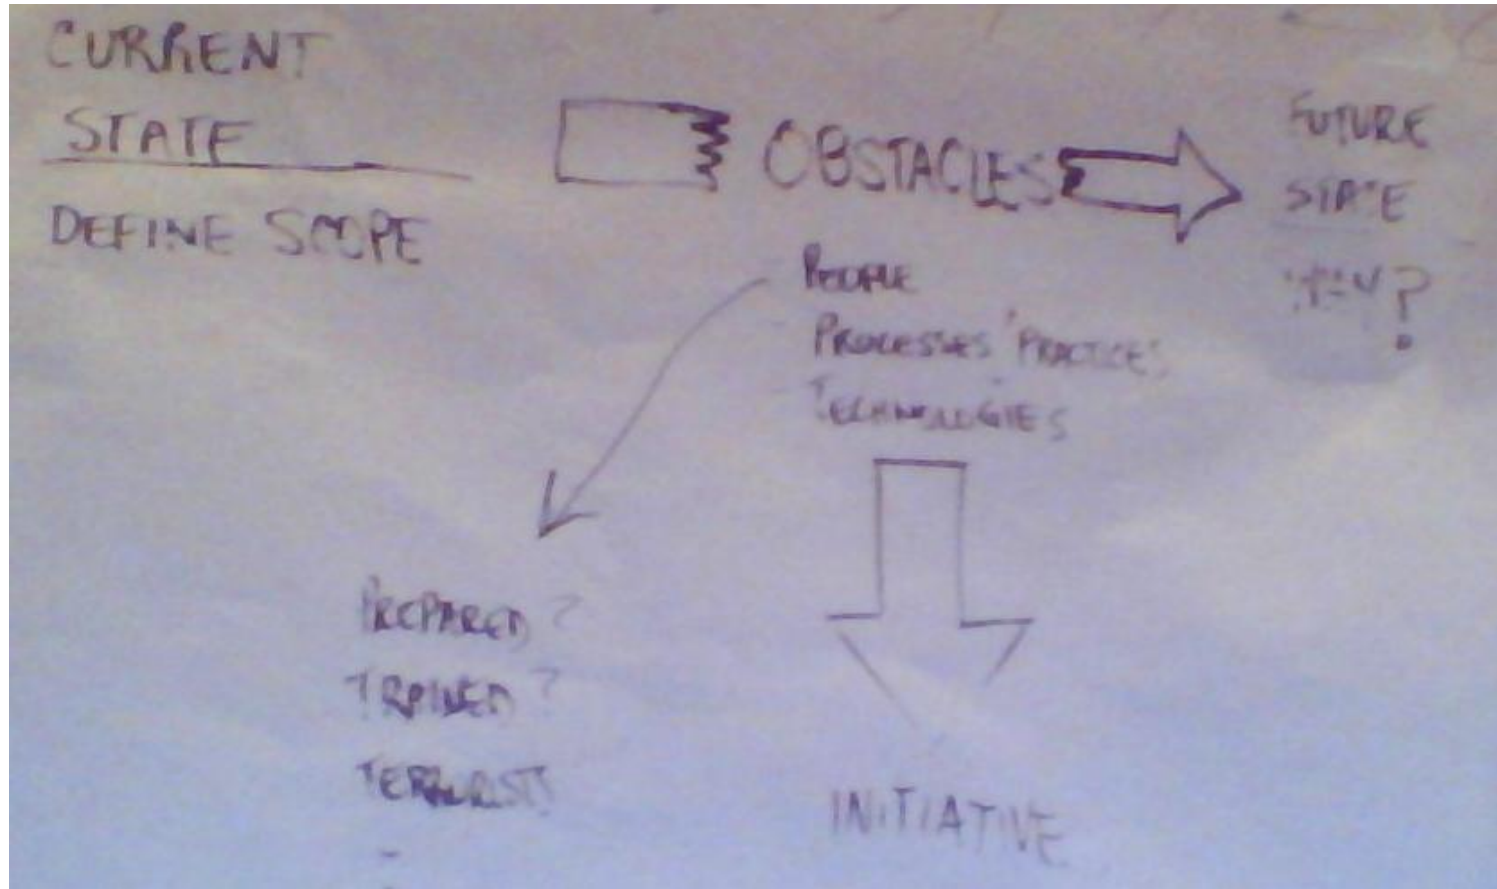 CURRENT
STATE
DEFINE SCOPE
OBSTACLES
FUTURE
STATE
?
PEOPLE
PROCESSES PRACTICES
TECHNOLOGIES
PREPARED?
TRAINED?
TERRORIST?
INITIATIVE